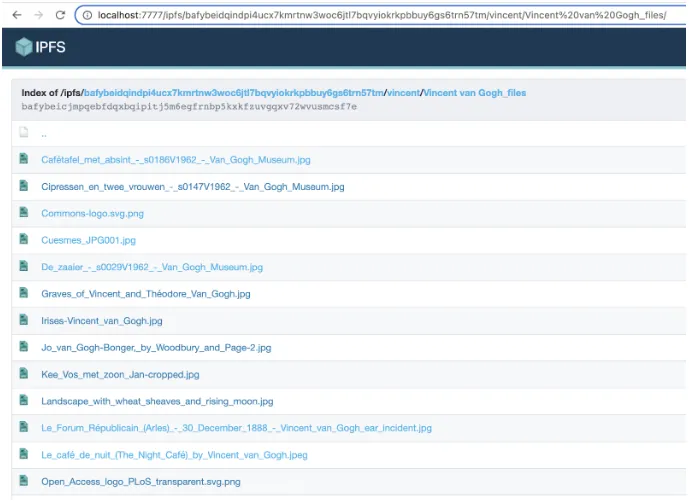 localhost:7777/ipfs/bafybeidqindpi4ucx7kmrtnw3woc6jtl7bqvyiokrkpbbuy6gs6trn57tm/vincent/Vincent%20van%20Gogh_files/
IPFS
Index of /ipfs/bafybeidqindpi4ucx7kmrtnw3woc6jtl7bqvyiokrkpbbuy6gs6trn57tm/vincent/Vincent van Gogh_files
bafybeicjmpqebfdqxbqipitj5m6egfrnbp5kxkfzuvgqxv72wvusmcsf7e
..
Cafétafel_met_absint_-_s0186V1962_-_Van_Gogh_Museum.jpg
Cipressen_en_twee_vrouwen_-_s0147V1962_-_Van_Gogh_Museum.jpg
Commons-logo.svg.png
Cuesmes_JPG001.jpg
De_zaaier_-_s0029V1962_-_Van_Gogh_Museum.jpg
Graves_of_Vincent_and_Théodore_Van_Gogh.jpg
Irises-Vincent_van_Gogh.jpg
Jo_van_Gogh-Bonger,_by_Woodbury_and_Page-2.jpg
Kee_Vos_met_zoon_Jan-cropped.jpg
Landscape_with_wheat_sheaves_and_rising_moon.jpg
Le_Forum_Républicain_(Arles)_-_30_December_1888_-_Vincent_van_Gogh_ear_incident.jpg
Le_café_de_nuit_(The_Night_Café)_by_Vincent_van_Gogh.jpeg
Open_Access_logo_PLoS_transparent.svg.png